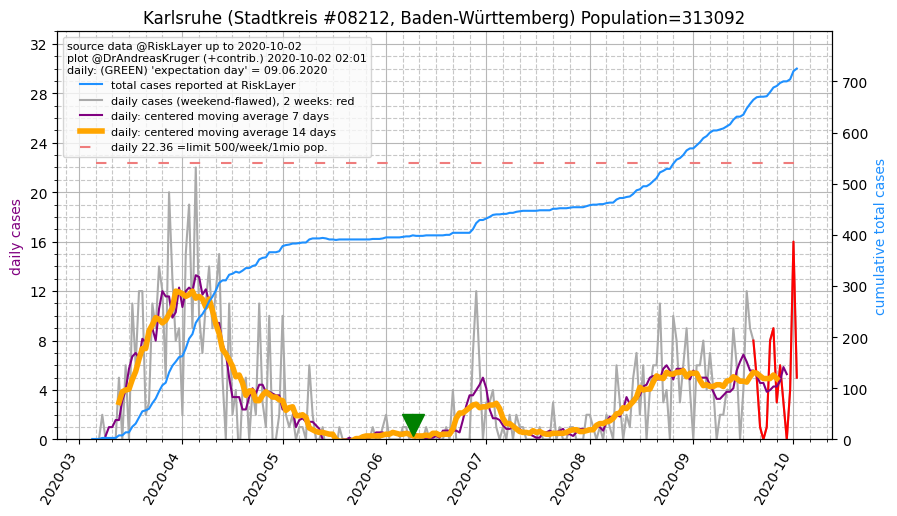 Karlsruhe (Stadtkreis #08212, Baden-Württemberg) Population=313092
source data @RiskLayer up to 2020-10-02
plot @DrAndreasKruger (+contrib.) 2020-10-02 02:01
daily: (GREEN) 'expectation day' = 09.06.2020
total cases reported at RiskLayer
daily cases (weekend-flawed), 2 weeks: red
daily: centered moving average 7 days
daily: centered moving average 14 days
daily 22.36 =limit 500/week/1mio pop.
daily cases
32
28
24
20
16
12
8
4
0
700
600
500
400
300
200
100
0
cumulative total cases
2020-03
2020-04
2020-05
2020-06
2020-07
2020-08
2020-09
2020-10